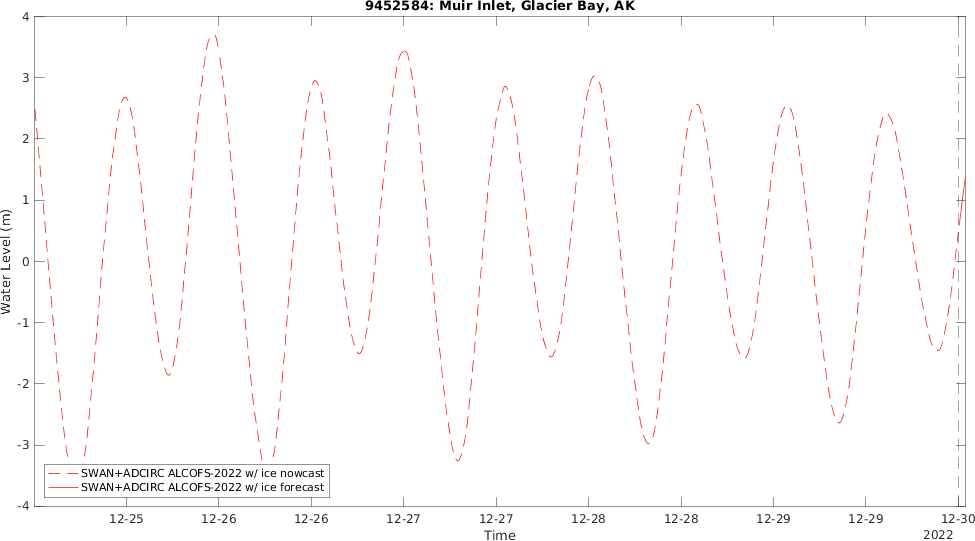 9452584: Muir Inlet, Glacier Bay, AK
4
3
2
1
0
-1
-2
-3
-4
Water Level (m)
SWAN+ADCIRC ALCOFS-2022 w/ ice nowcast
SWAN+ADCIRC ALCOFS-2022 w/ ice forecast
12-25 12-26 12-26 12-27 12-27 12-28 12-28 12-29 12-29 12-30
Time
2022